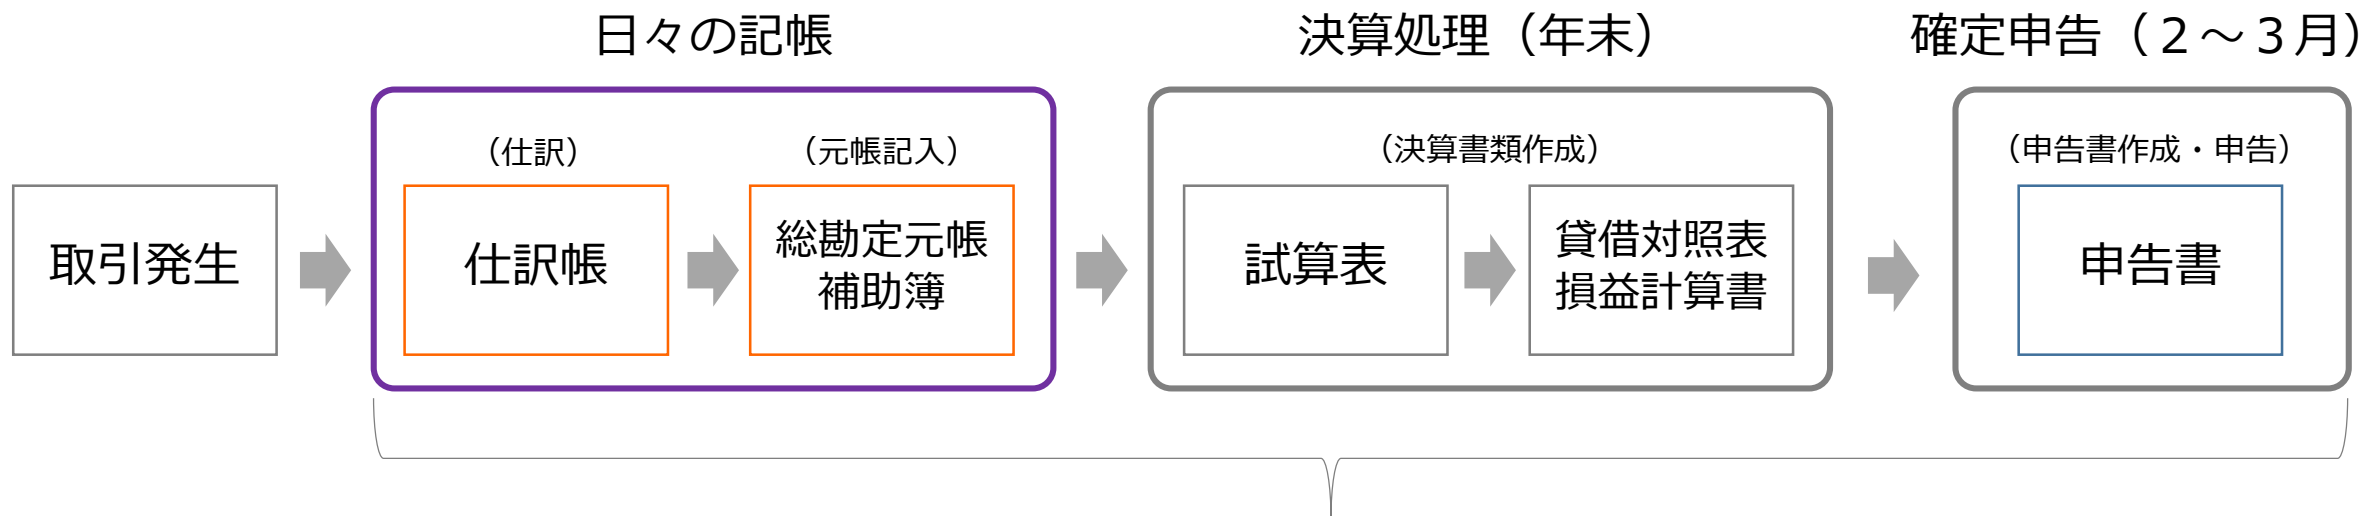 日々の記帳
決算処理（年末）
確定申告（２～３月）
（仕訳）
（元帳記入）
（決算書類作成）
（申告書作成・申告）
取引発生
仕訳帳
総勘定元帳
補助簿
試算表
貸借対照表
損益計算書
申告書